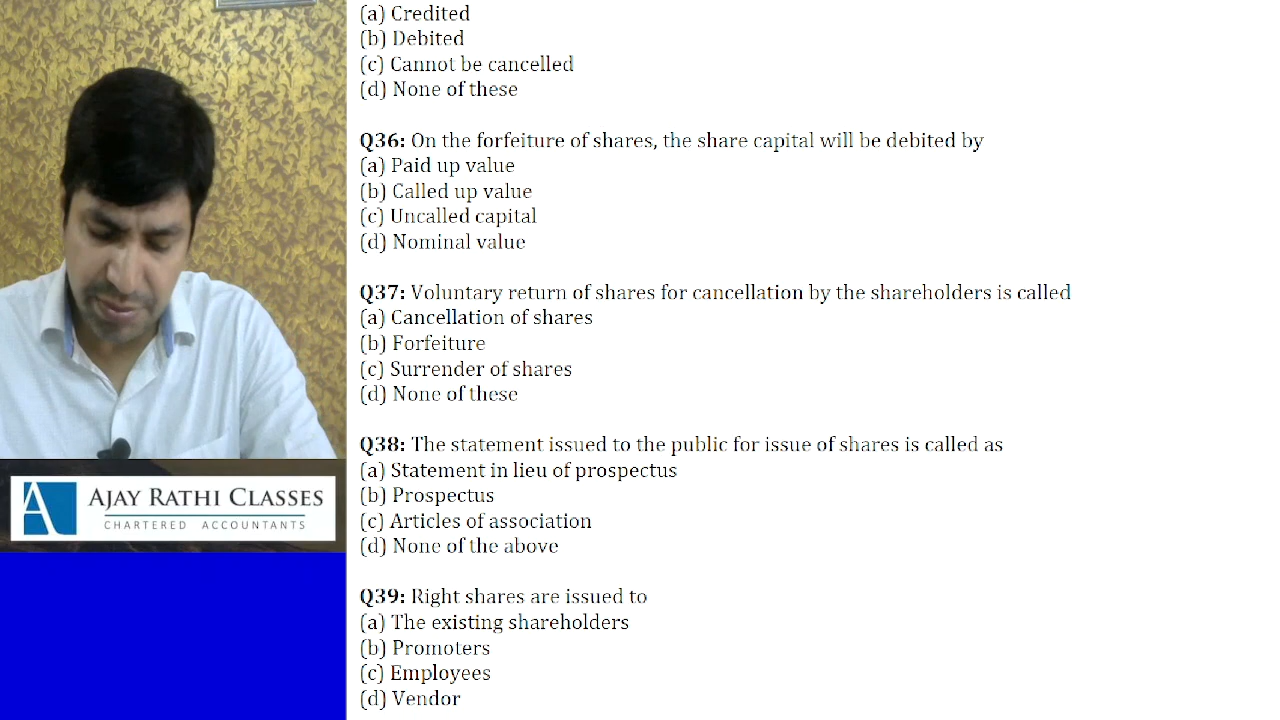 (a) Credited
(b) Debited
(c) Cannot be cancelled
(d) None of these
Q36: On the forfeiture of shares, the share capital will be debited by
(a) Paid up value
(b) Called up value
(c) Uncalled capital
(d) Nominal value
Q37: Voluntary return of shares for cancellation by the shareholders is called
(a) Cancellation of shares
(b) Forfeiture
(c) Surrender of shares
(d) None of these
Q38: The statement issued to the public for issue of shares is called as
(a) Statement in lieu of prospectus
(b) Prospectus
(c) Articles of association
(d) None of the above
Q39: Right shares are issued to
(a) The existing shareholders
(b) Promoters
(c) Employees
(d) Vendor
AJAY RATHI CLASSES
CHARTERED ACCOUNTANTS